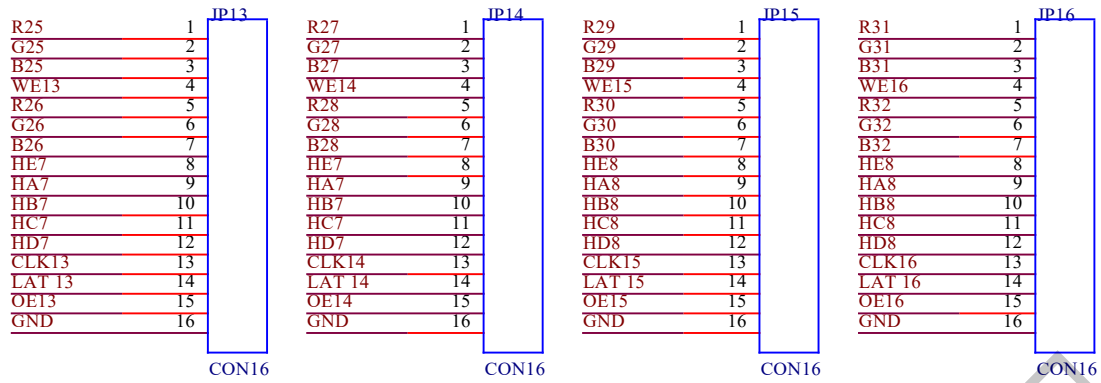 JP13 JP14 JP15 JP16
R25 1 R27 1 R29 1 R31 1
G25 2 G27 2 G29 2 G31 2
B25 3 B27 3 B29 3 B31 3
WE13 4 WE14 4 WE15 4 WE16 4
R26 5 R28 5 R30 5 R32 5
G26 6 G28 6 G30 6 G32 6
B26 7 B28 7 B30 7 B32 7
HE7 8 HE7 8 HE8 8 HE8 8
HA7 9 HA7 9 HA8 9 HA8 9
HB7 10 HB7 10 HB8 10 HB8 10
HC7 11 HC7 11 HC8 11 HC8 11
HD7 12 HD7 12 HD8 12 HD8 12
CLK13 13 CLK14 13 CLK15 13 CLK16 13
LAT 13 14 LAT 14 14 LAT 15 14 LAT 16 14
OE13 15 OE14 15 OE15 15 OE16 15
GND 16 GND 16 GND 16 GND 16
CON16 CON16 CON16 CON16